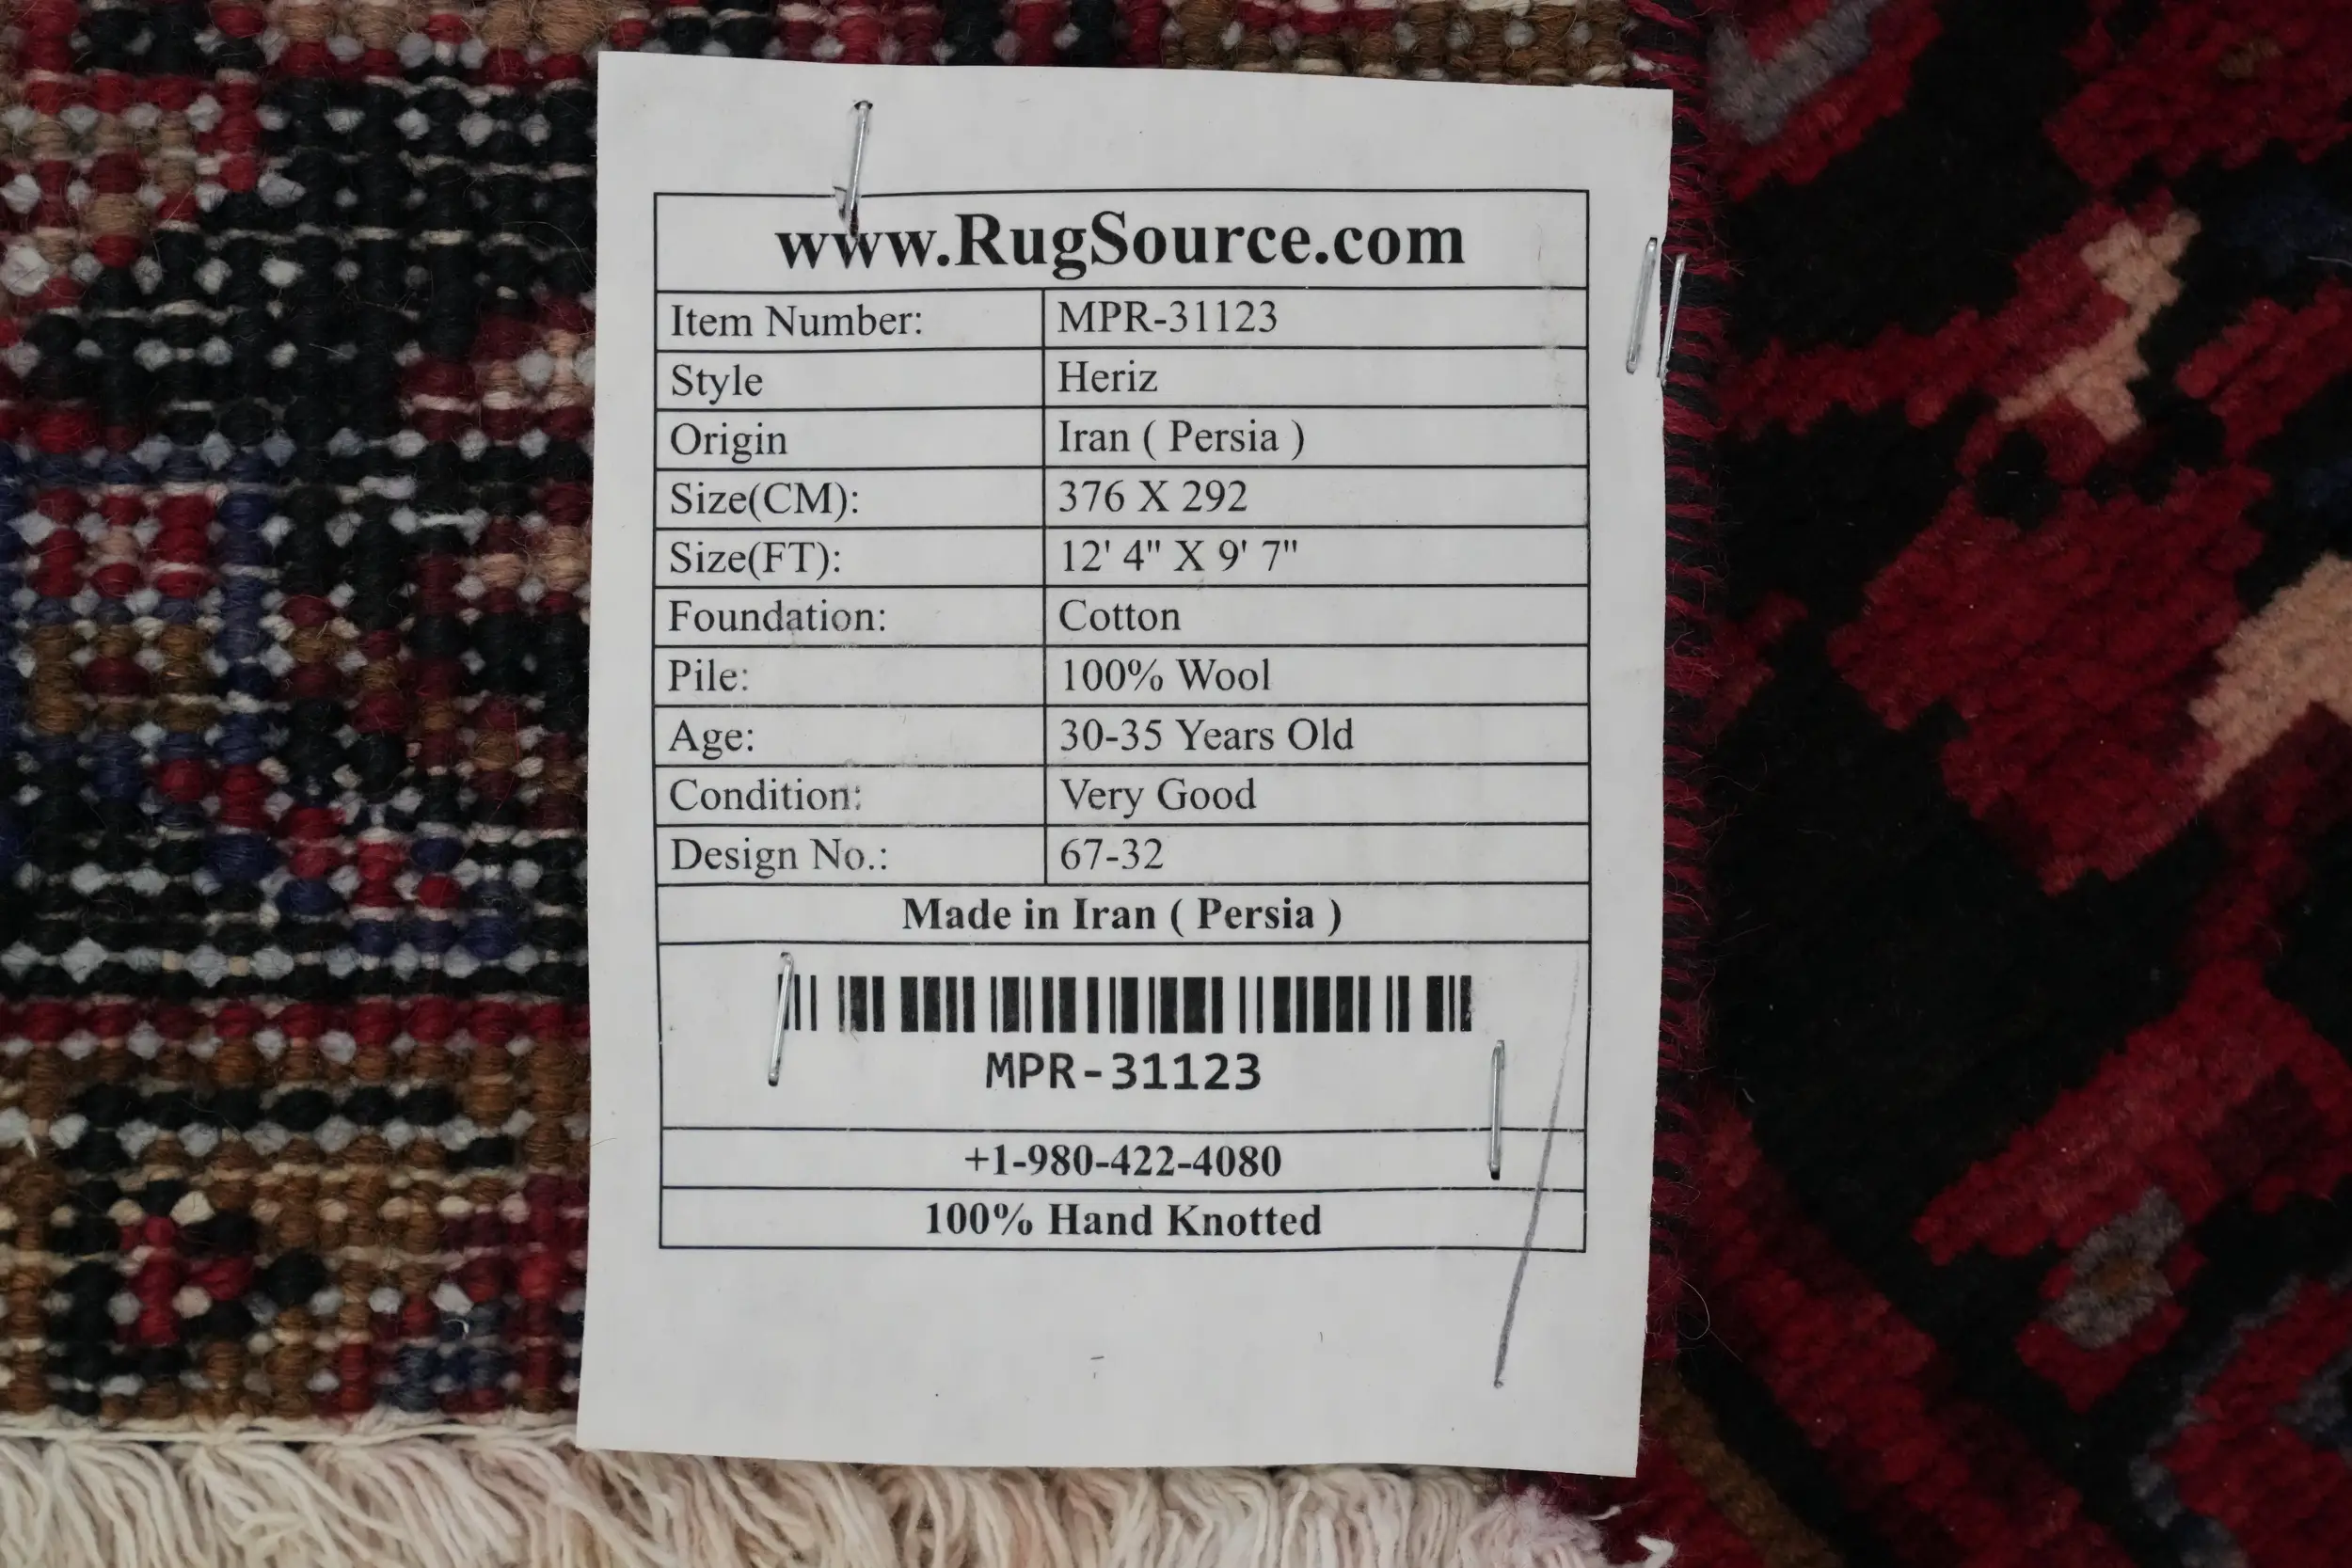 www.RugSource.com
Item Number: MPR-31123
Style Heriz
Origin Iran ( Persia )
Size(CM): 376 X 292
Size(FT): 12' 4" X 9' 7"
Foundation: Cotton
Pile: 100% Wool
Age: 30-35 Years Old
Condition: Very Good
Design No.: 67-32
Made in Iran ( Persia )
MPR-31123
+1-980-422-4080
100% Hand Knotted